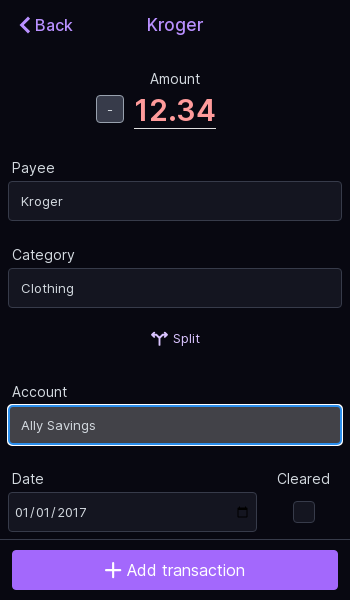 Back
Kroger
Amount
- 12.34
Payee
Kroger
Category
Clothing
Split
Account
Ally Savings
Date
Cleared
01/01/2017
Add transaction